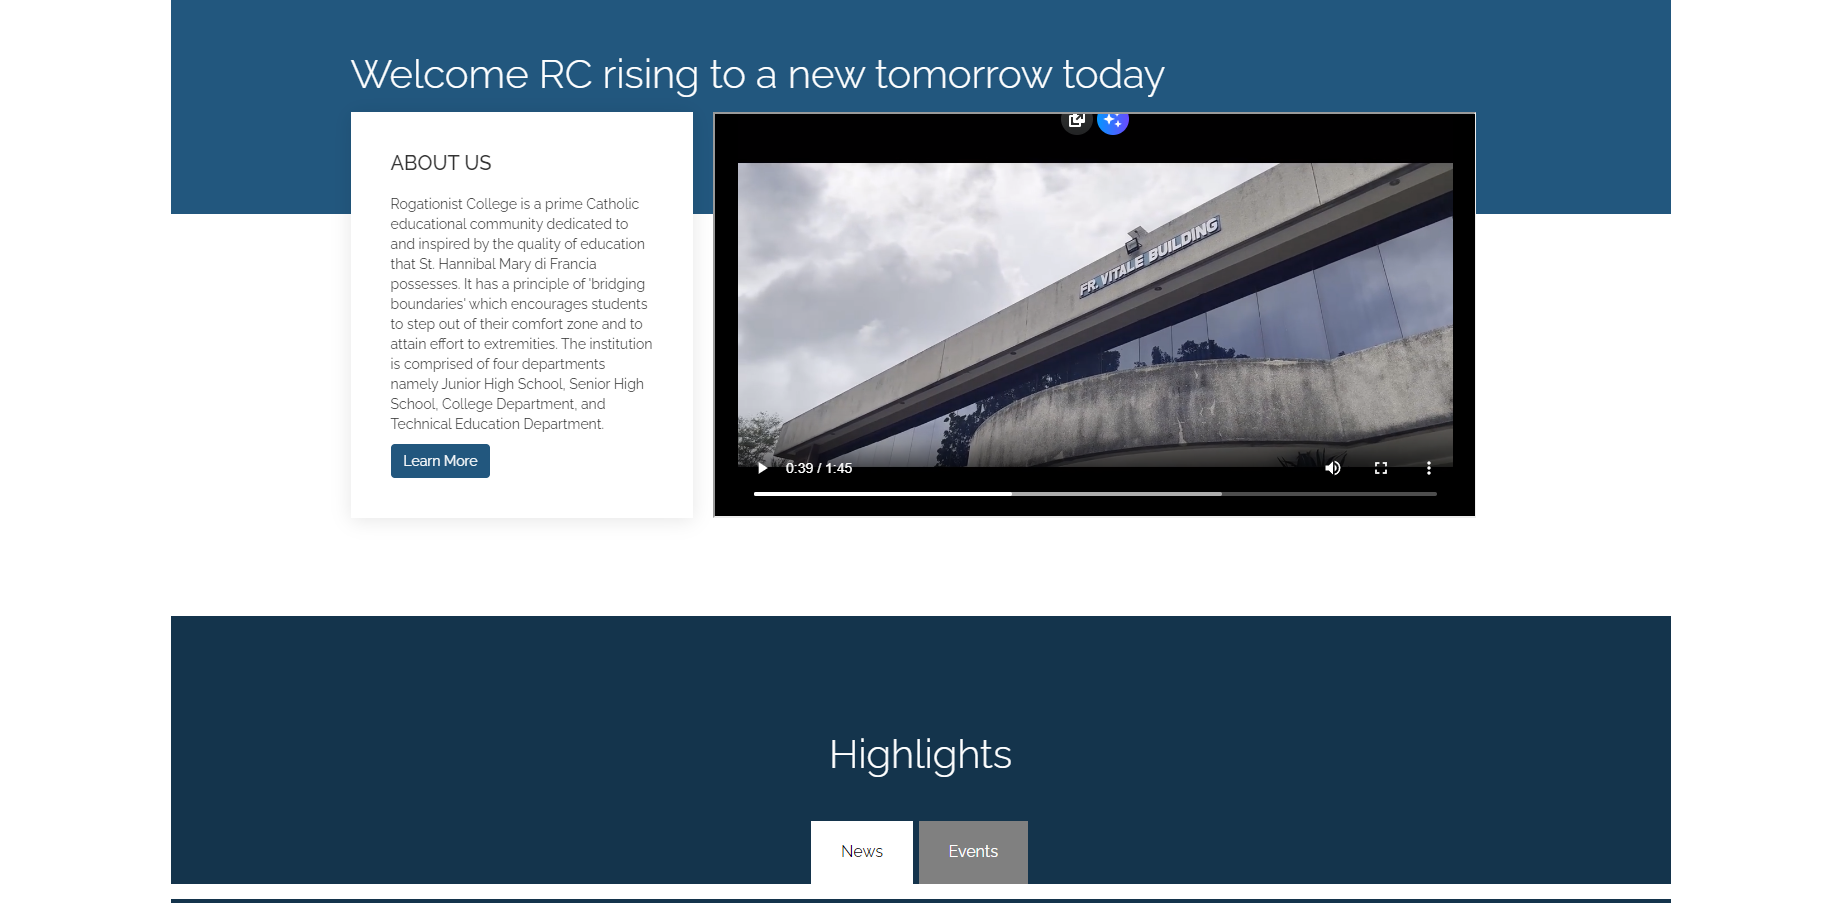 Welcome RC rising to a new tomorrow today
ABOUT US
Rogationist College is a prime Catholic
educational community dedicated to
and inspired by the quality of education
that St. Hannibal Mary di Francia
possesses. It has a principle of 'bridging
boundaries' which encourages students
to step out of their comfort zone and to
attain effort to extremities. The institution
is comprised of four departments
namely Junior High School, Senior High
School, College Department, and
Technical Education Department.
Learn More
FR. VITALE BUILDING
0:39 / 1:45
Highlights
News
Events